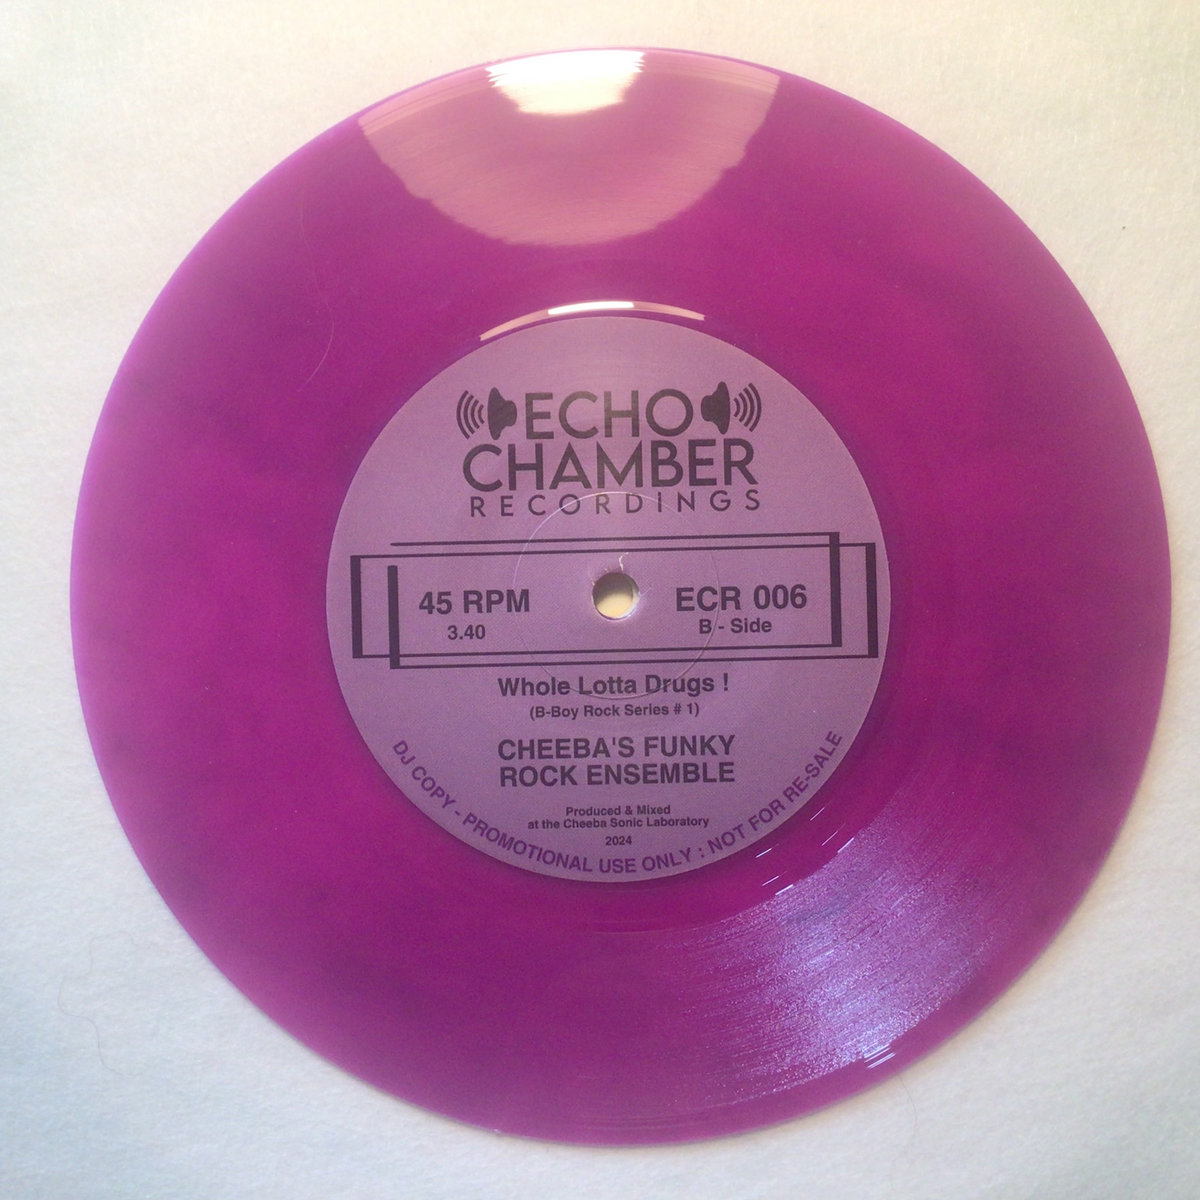 ECHO
CHAMBER
RECORDINGS
45 RPM
3.40
ECR 006
B - Side
Whole Lotta Drugs !
(B-Boy Rock Series # 1)
CHEEBA'S FUNKY
ROCK ENSEMBLE
Produced & Mixed
at the Cheeba Sonic Laboratory
2024
DJ COPY - PROMOTIONAL USE ONLY : NOT FOR RE-SALE